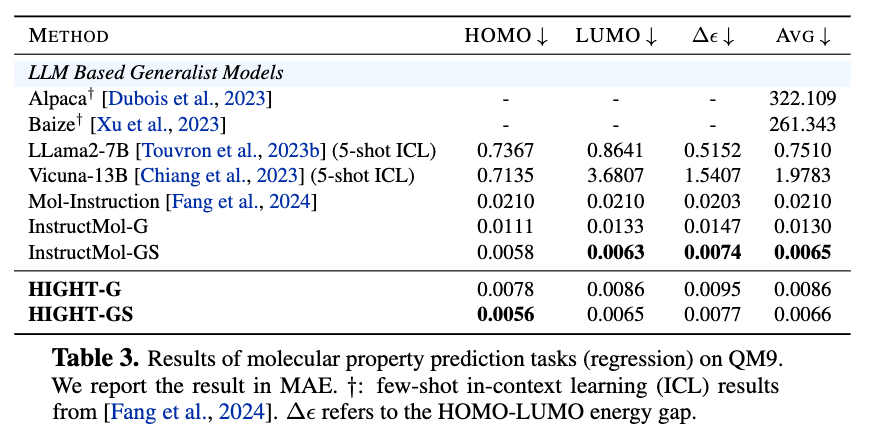 METHOD HOMO ↓ LUMO ↓ Δϵ ↓ AVG ↓
LLM Based Generalist Models
Alpaca† [Dubois et al., 2023] - - - 322.109
Baize† [Xu et al., 2023] - - - 261.343
LLama2-7B [Touvron et al., 2023b] (5-shot ICL) 0.7367 0.8641 0.5152 0.7510
Vicuna-13B [Chiang et al., 2023] (5-shot ICL) 0.7135 3.6807 1.5407 1.9783
Mol-Instruction [Fang et al., 2024] 0.0210 0.0210 0.0203 0.0210
InstructMol-G 0.0111 0.0133 0.0147 0.0130
InstructMol-GS 0.0058 0.0063 0.0074 0.0065
HIGHT-G 0.0078 0.0086 0.0095 0.0086
HIGHT-GS 0.0056 0.0065 0.0077 0.0066
Table 3. Results of molecular property prediction tasks (regression) on QM9.
We report the result in MAE. †: few-shot in-context learning (ICL) results
from [Fang et al., 2024]. Δϵ refers to the HOMO-LUMO energy gap.